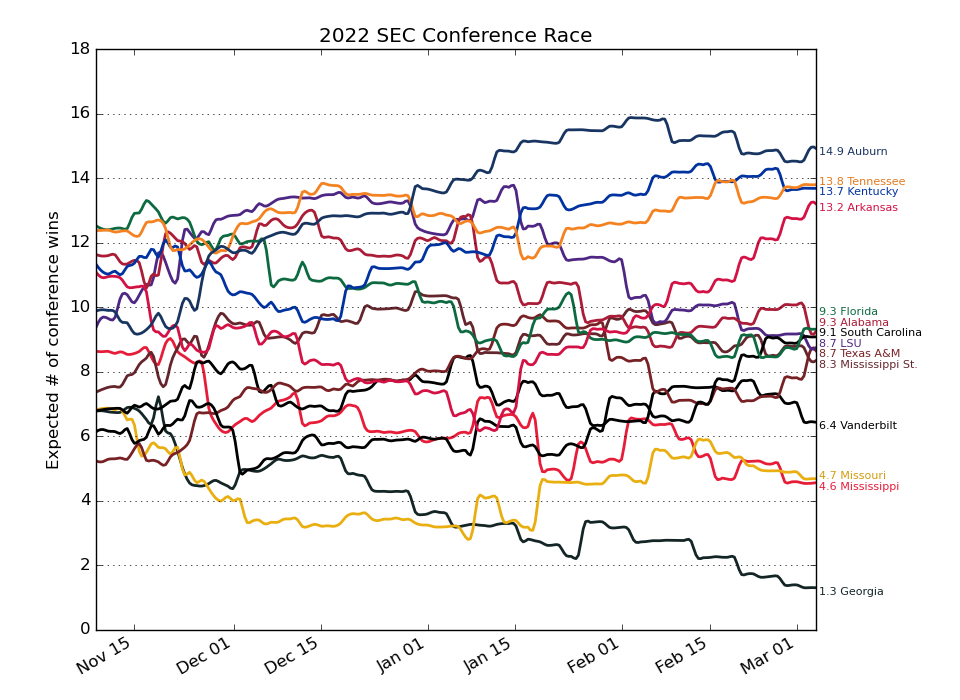 2022 SEC Conference Race
Expected # of conference wins
18
16
14
12
10
8
6
4
2
0
14.9 Auburn
13.8 Tennessee
13.7 Kentucky
13.2 Arkansas
9.3 Florida
9.3 Alabama
9.1 South Carolina
8.7 LSU
8.7 Texas A&M
8.3 Mississippi St.
6.4 Vanderbilt
4.7 Missouri
4.6 Mississippi
1.3 Georgia
Nov 15
Dec 01
Dec 15
Jan 01
Jan 15
Feb 01
Feb 15
Mar 01